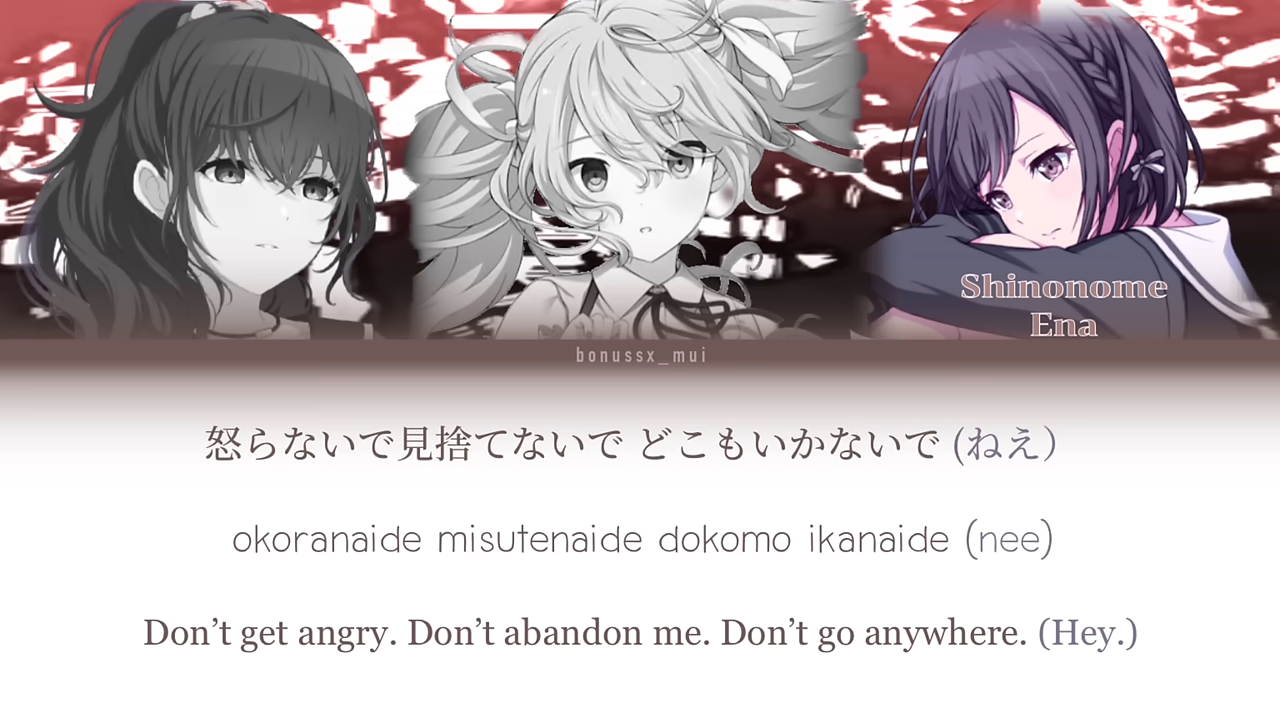 Shinonome
Ena
bonussx_mui
怒らないで見捨てないで どこもいかないで (ねえ）
okoranaide misutenaide dokomo ikanaide (nee)
Don’t get angry. Don’t abandon me. Don’t go anywhere. (Hey.)